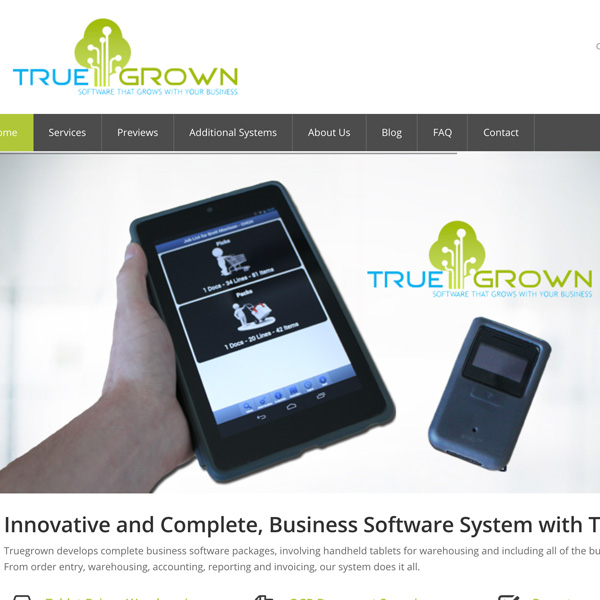 TRUE GROWN
SOFTWARE THAT GROWS WITH YOUR BUSINESS
Services Previews Additional Systems About Us Blog FAQ Contact
Job List for
Picks
1 Docs - 34 Lines - 81 Items
Packs
1 Docs - 20 Lines - 42 Items
TRUE GROWN
SOFTWARE THAT GROWS WITH YOUR BUSINESS
Innovative and Complete, Business Software System with T
Truegrown develops complete business software packages, involving handheld tablets for warehousing and including all of the bu
From order entry, warehousing, accounting, reporting and invoicing, our system does it all.